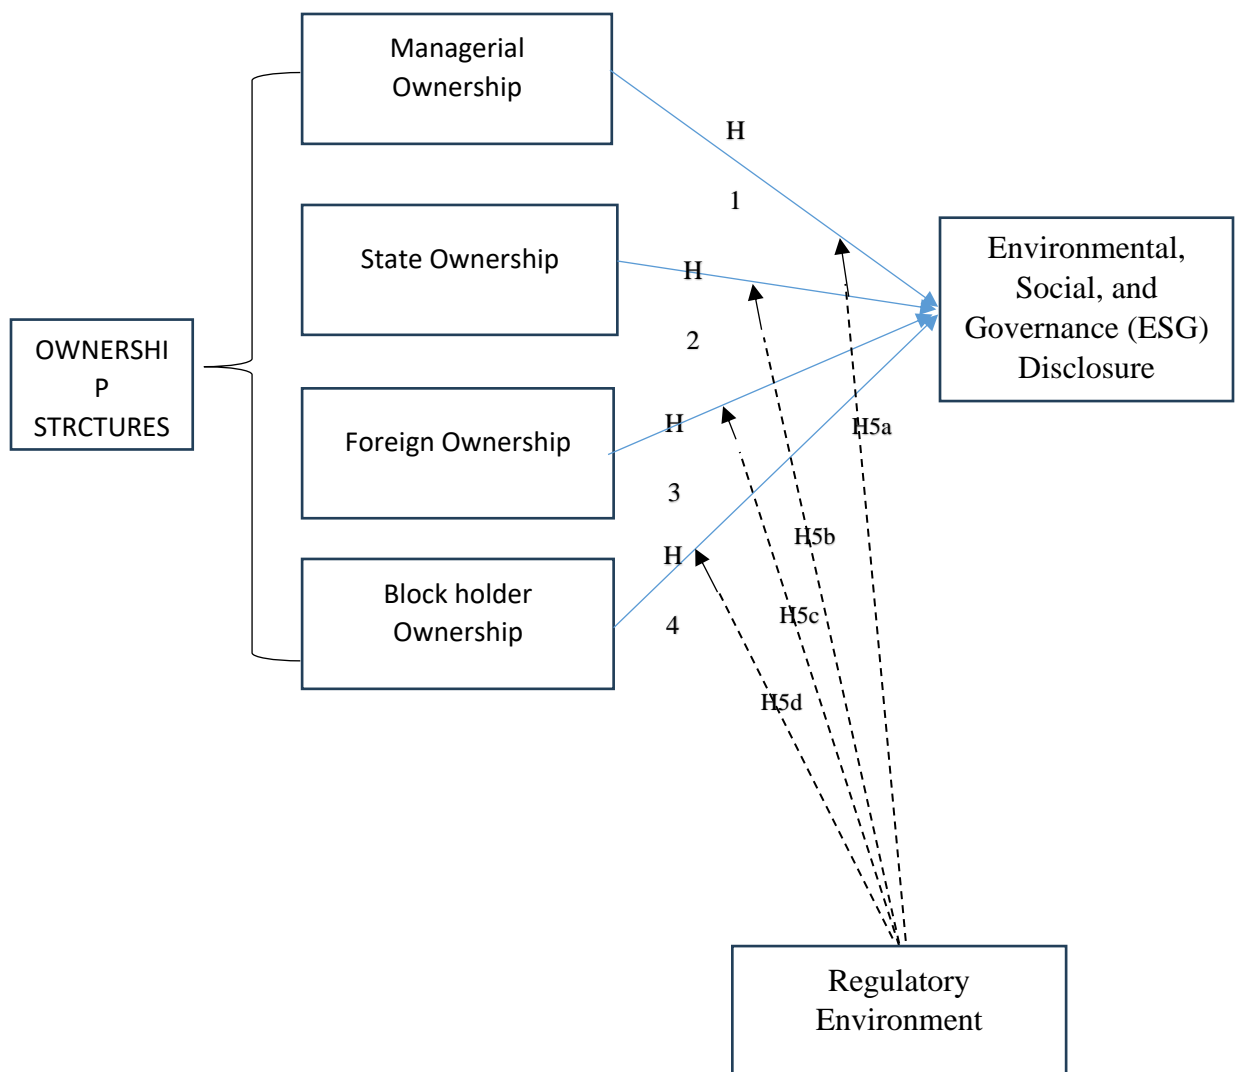 Managerial
Ownership
H
1
State Ownership
H
2
Environmental,
Social, and
Governance (ESG)
Disclosure
OWNERSHI
P
STRCTURES
Foreign Ownership
H
3
H5a
H5b
Block holder
Ownership
H
4
H5c
H5d
Regulatory
Environment